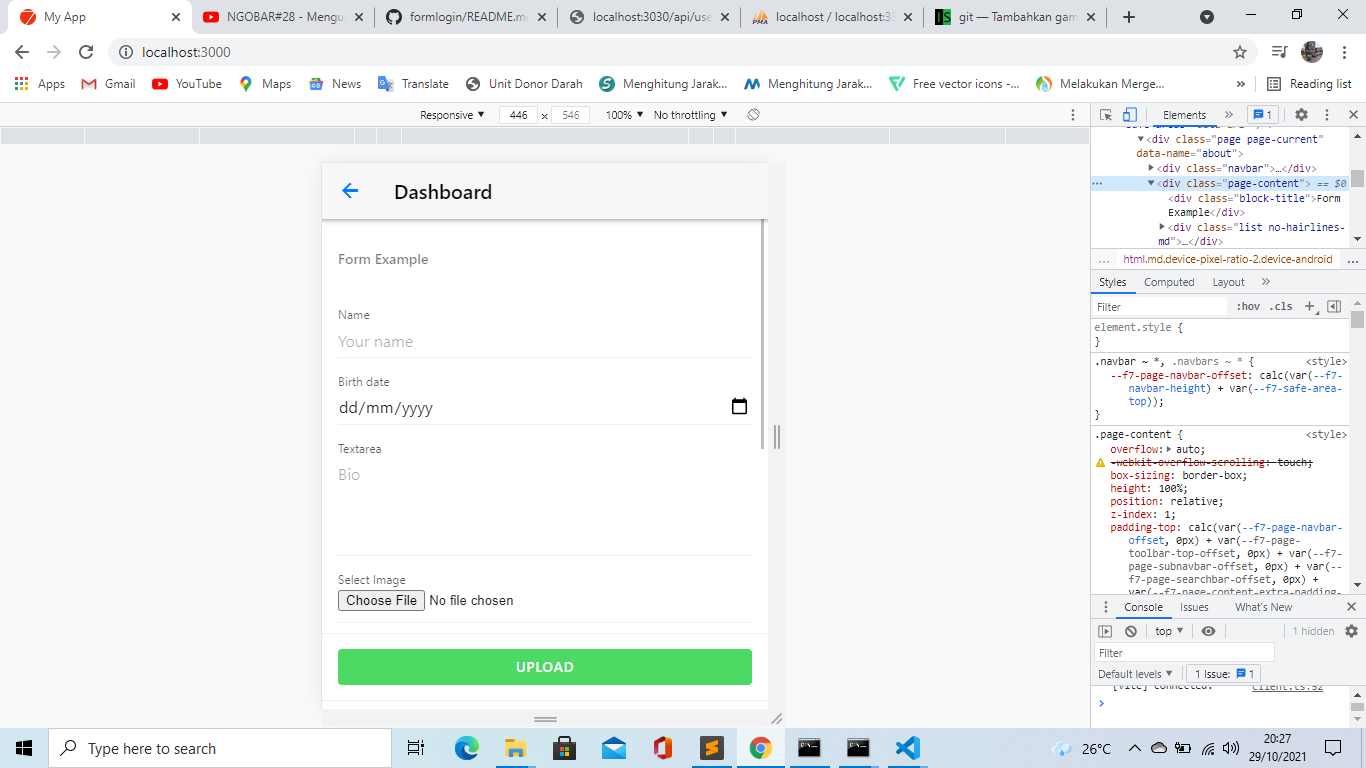 My App
NGOBAR#28 - Mengu
formlogin/README.m
localhost:3030/api/use
localhost / localhost:33
git — Tambahkan gam
localhost:3000
Apps
Gmail
YouTube
Maps
News
Translate
Unit Donor Darah
Menghitung Jarak...
Menghitung Jarak...
Free vector icons -...
Melakukan Merge...
»
Reading list
Responsive ▼ 446 × 546 100% ▼ No throttling ▼
Elements » 1
<div class="page page-current"
data-name="about">
<div class="navbar">…</div>
<div class="page-content"> == $0
<div class="block-title">Form
Example</div>
<div class="list no-hairlines-
md">…</div>
... html.md.device-pixel-ratio-2.device-android ...
Styles Computed Layout »
Filter :hov .cls +
element.style {
}
.navbar ~ *, .navbars ~ * { <style>
--f7-page-navbar-offset: calc(var(--f7-
navbar-height) + var(--f7-safe-area-
top));
}
.page-content { <style>
overflow: auto;
-webkit-overflow-scrolling: touch;
box-sizing: border-box;
height: 100%;
position: relative;
z-index: 1;
padding-top: calc(var(--f7-page-navbar-
offset, 0px) + var(--f7-page-
toolbar-top-offset, 0px) + var(--f7-
page-subnavbar-offset, 0px) + var(--
f7-page-searchbar-offset, 0px) +
var(--f7-page-content-extra-padding-
Console Issues What's New
top ▼ 1 hidden
Filter
Default levels ▼ 1 Issue: 1
[vite] connected. client.ts:52
Dashboard
Form Example
Name
Your name
Birth date
dd/mm/yyyy
Textarea
Bio
Select Image
Choose File No file chosen
UPLOAD
Type here to search
26°C
20:27
29/10/2021